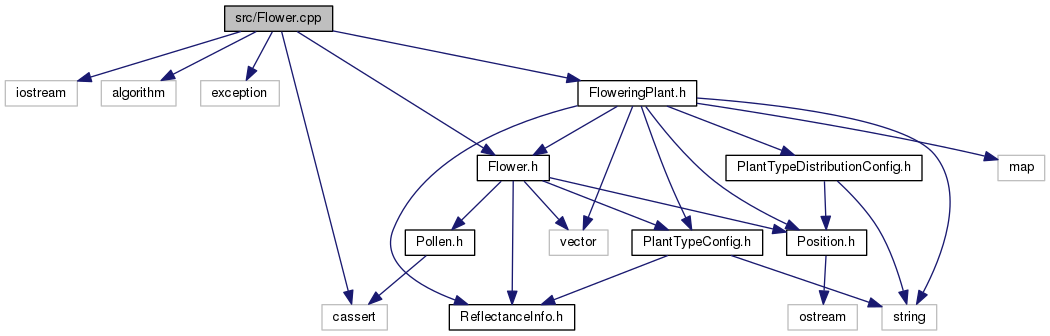 src/Flower.cpp
iostream
algorithm
exception
FloweringPlant.h
Flower.h
PlantTypeDistributionConfig.h
map
Pollen.h
vector
PlantTypeConfig.h
Position.h
cassert
ReflectanceInfo.h
ostream
string